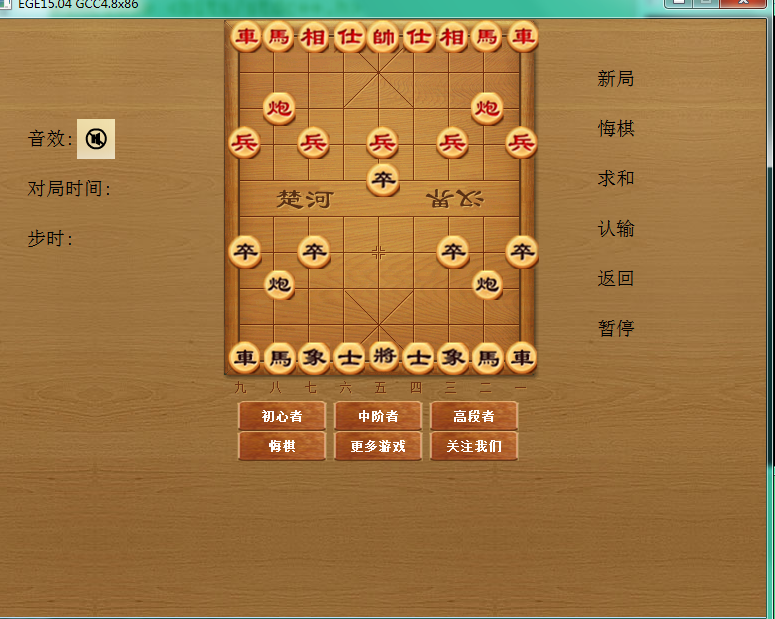 EGE15.04 GCC4.8x86
車 馬 相 仕 帥 仕 相 馬 車
炮 炮
兵 兵 兵 兵 兵
卒
楚河 汉界
卒 卒 卒 卒
炮 炮
車 馬 象 士 將 士 象 馬 車
九 八 七 六 五 四 三 二 一
初心者 中阶者 高段者
悔棋 更多游戏 关注我们
音效:
对局时间:
步时:
新局
悔棋
求和
认输
返回
暂停